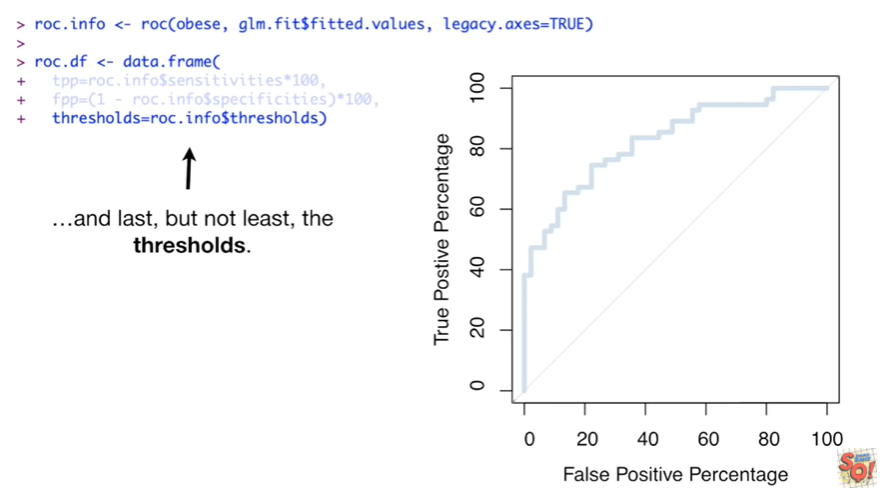 > roc.info <- roc(obese, glm.fit$fitted.values, legacy.axes=TRUE)
>
> roc.df <- data.frame(
+ tpp=roc.info$sensitivities*100,
+ fpp=(1 - roc.info$specificities)*100,
+ thresholds=roc.info$thresholds)
…and last, but not least, the
thresholds.
True Postive Percentage
100
80
60
40
20
0
0 20 40 60 80 100
False Positive Percentage
SQ!